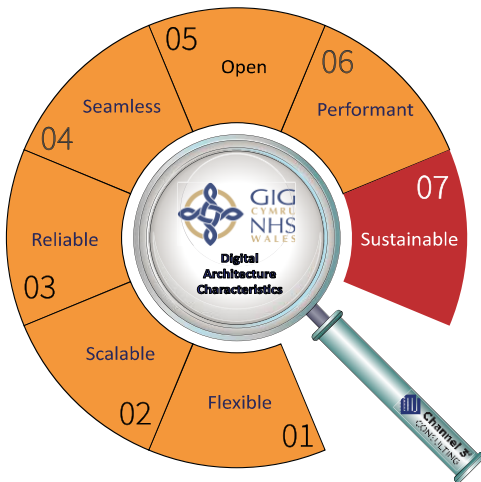 05
Open
06
Performant
Seamless
04
07
Sustainable
GIG
CYMRU
NHS
WALES
Digital
Architecture
Characteristics
Reliable
03
Scalable
02
Flexible
01
Channel 3
CONSULTING